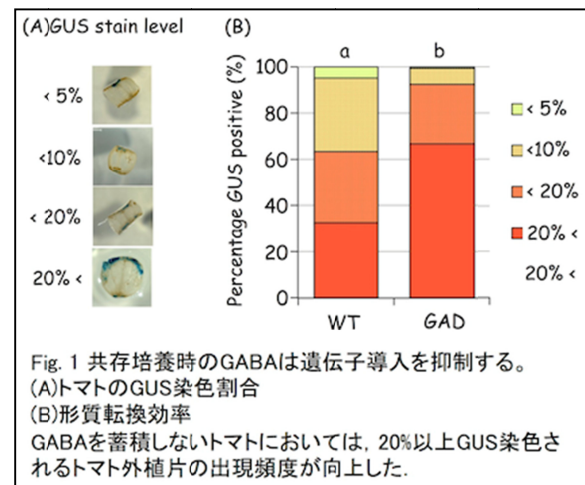 (A)GUS stain level
< 5%
<10%
< 20%
20% <
(B)
a b
Percentage GUS positive (%)
100
80
60
40
20
0
WT GAD
< 5%
<10%
< 20%
20% <
20% <
Fig. 1 共存培養時のGABAは遺伝子導入を抑制する。
(A)トマトのGUS染色割合
(B)形質転換効率
GABAを蓄積しないトマトにおいては, 20%以上GUS染色さ
れるトマト外植片の出現頻度が向上した.